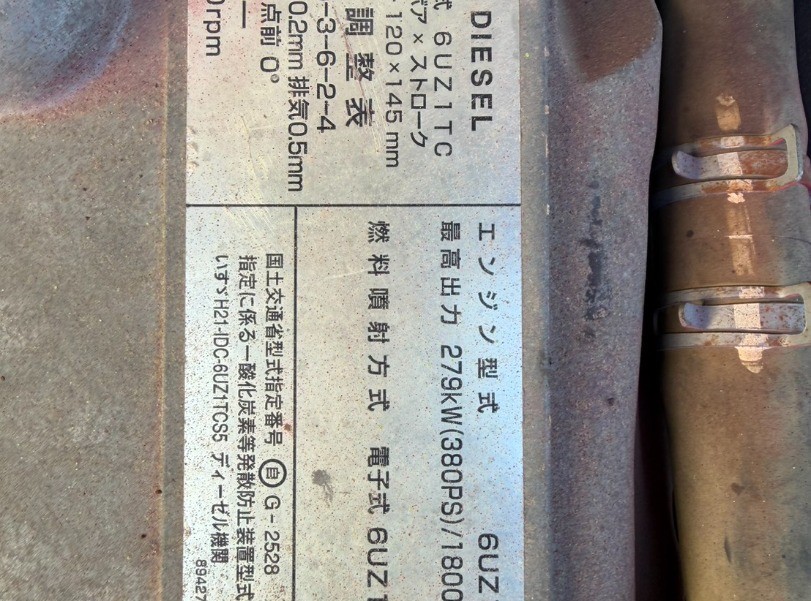 DIESEL
式 6UZ1TC
ボア × ストローク
120×145 mm
調 整 表
-3-6-2-4
0.2mm 排気0.5mm
点前 0°
0rpm
エンジン型式 6UZ1
最高出力 279kW(380PS)/1800
燃料噴射方式 電子式 6UZ1
国土交通省型式指定番号 自 G-2528
指定に係る一酸化炭素等発散防止装置型式
いすゞH21-IDC-6UZ1TCS5 ディーゼル機関
89427